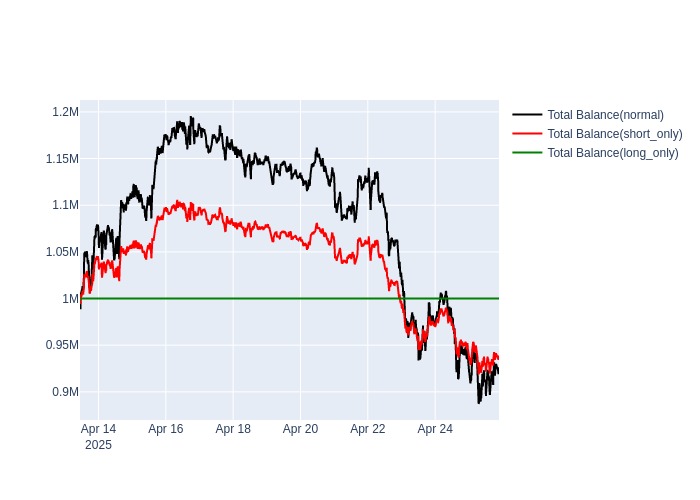 1.2M
1.15M
1.1M
1.05M
1M
0.95M
0.9M
Apr 14
2025
Apr 16
Apr 18
Apr 20
Apr 22
Apr 24
Total Balance(normal)
Total Balance(short_only)
Total Balance(long_only)